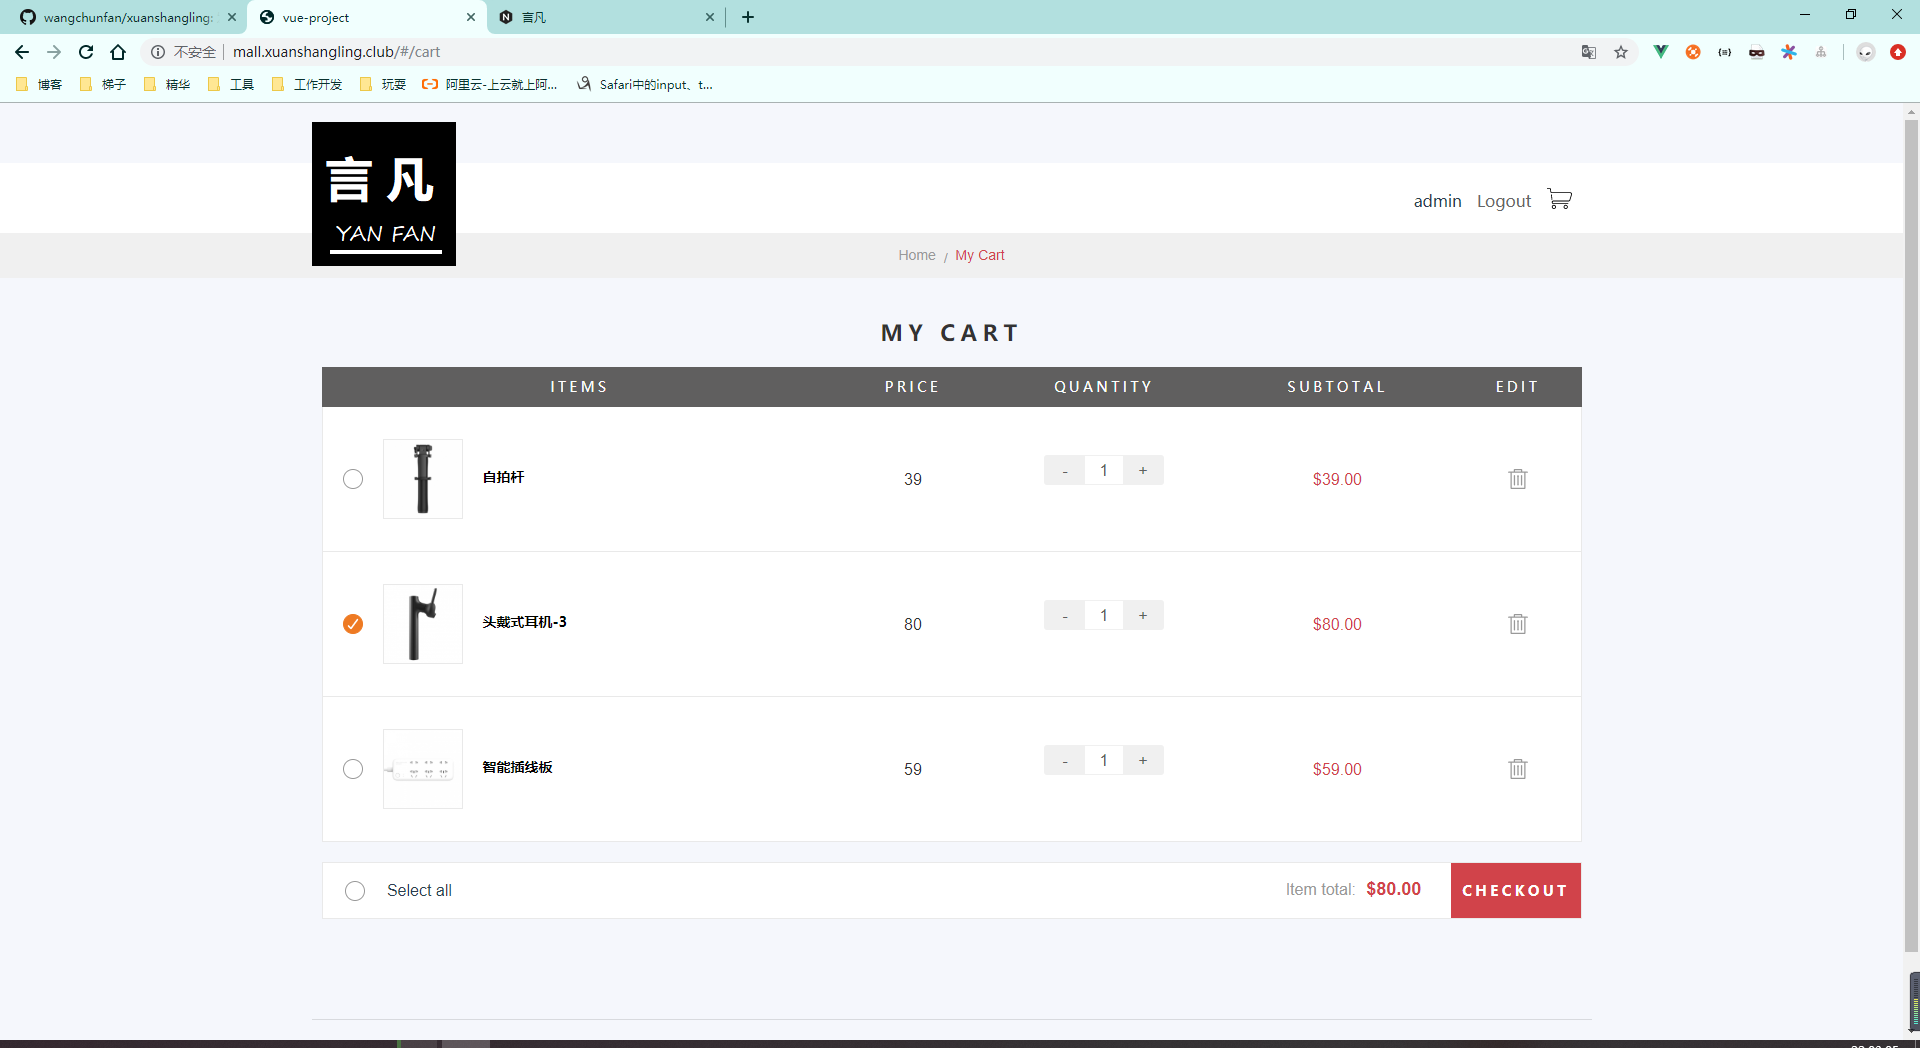 wangchunfan/xuanshangling:
vue-project
言凡
不安全
mall.xuanshangling.club/#/cart
博客
梯子
精华
工具
工作开发
玩耍
阿里云-上云就上阿...
Safari中的input、t...
言凡
YAN FAN
admin
Logout
Home / My Cart
MY CART
ITEMS PRICE QUANTITY SUBTOTAL EDIT
自拍杆 39 - 1 + $39.00
头戴式耳机-3 80 - 1 + $80.00
智能插线板 59 - 1 + $59.00
Select all Item total: $80.00 CHECKOUT